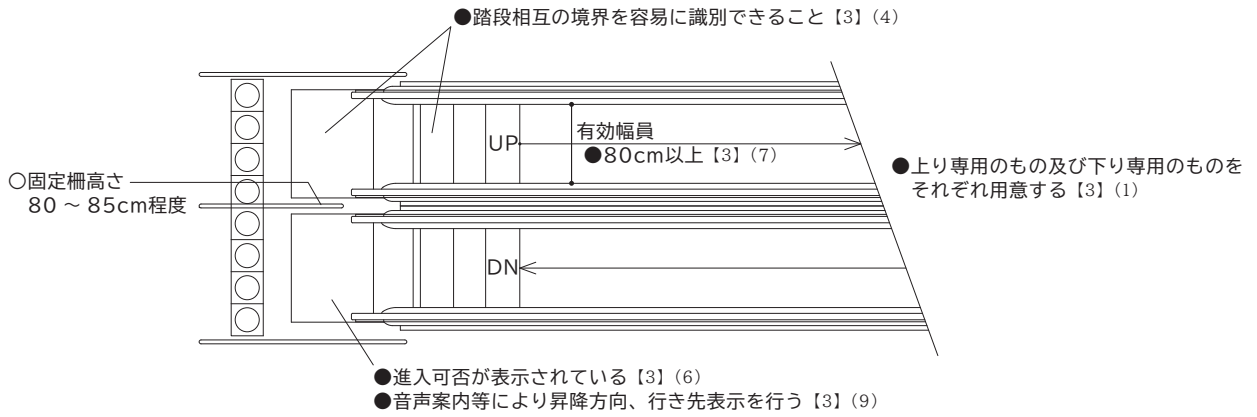 ●踏段相互の境界を容易に識別できること【3】(4)
UP
有効幅員
●80cm以上【3】(7)
●上り専用のもの及び下り専用のものを
それぞれ用意する【3】(1)
○固定柵高さ
80 ～ 85cm程度
DN
●進入可否が表示されている【3】(6)
●音声案内等により昇降方向、行き先表示を行う【3】(9)